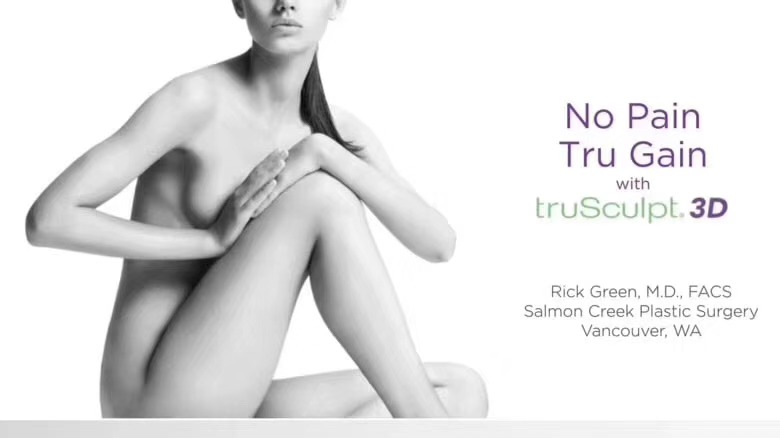 No Pain
Tru Gain
with
truSculpt® 3D
Rick Green, M.D., FACS
Salmon Creek Plastic Surgery
Vancouver, WA